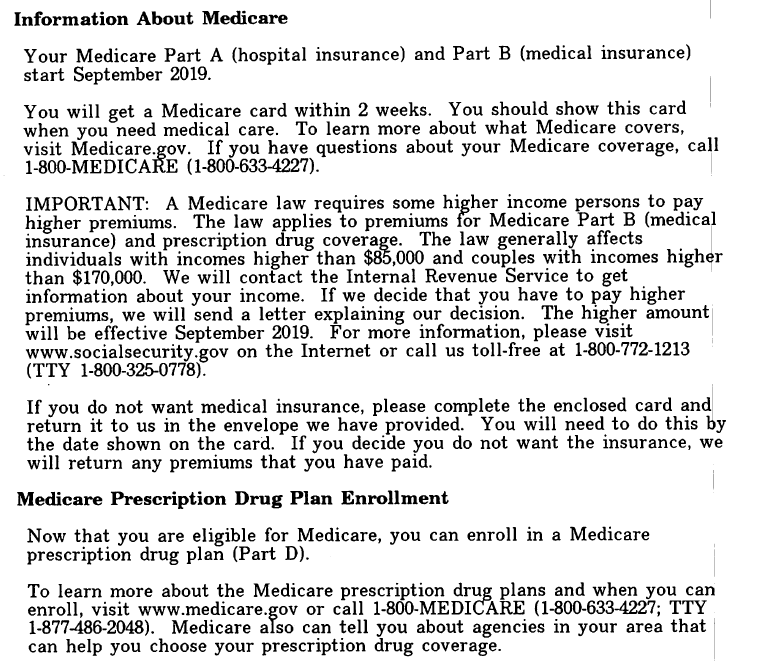 Information About Medicare
Your Medicare Part A (hospital insurance) and Part B (medical insurance)
start September 2019.
You will get a Medicare card within 2 weeks. You should show this card
when you need medical care. To learn more about what Medicare covers,
visit Medicare.gov. If you have questions about your Medicare coverage, call
1-800-MEDICARE (1-800-633-4227).
IMPORTANT: A Medicare law requires some higher income persons to pay
higher premiums. The law applies to premiums for Medicare Part B (medical
insurance) and prescription drug coverage. The law generally affects
individuals with incomes higher than $85,000 and couples with incomes higher
than $170,000. We will contact the Internal Revenue Service to get
information about your income. If we decide that you have to pay higher
premiums, we will send a letter explaining our decision. The higher amount
will be effective September 2019. For more information, please visit
www.socialsecurity.gov on the Internet or call us toll-free at 1-800-772-1213
(TTY 1-800-325-0778).
If you do not want medical insurance, please complete the enclosed card and
return it to us in the envelope we have provided. You will need to do this by
the date shown on the card. If you decide you do not want the insurance, we
will return any premiums that you have paid.
Medicare Prescription Drug Plan Enrollment
Now that you are eligible for Medicare, you can enroll in a Medicare
prescription drug plan (Part D).
To learn more about the Medicare prescription drug plans and when you can
enroll, visit www.medicare.gov or call 1-800-MEDICARE (1-800-633-4227; TTY
1-877-486-2048). Medicare also can tell you about agencies in your area that
can help you choose your prescription drug coverage.